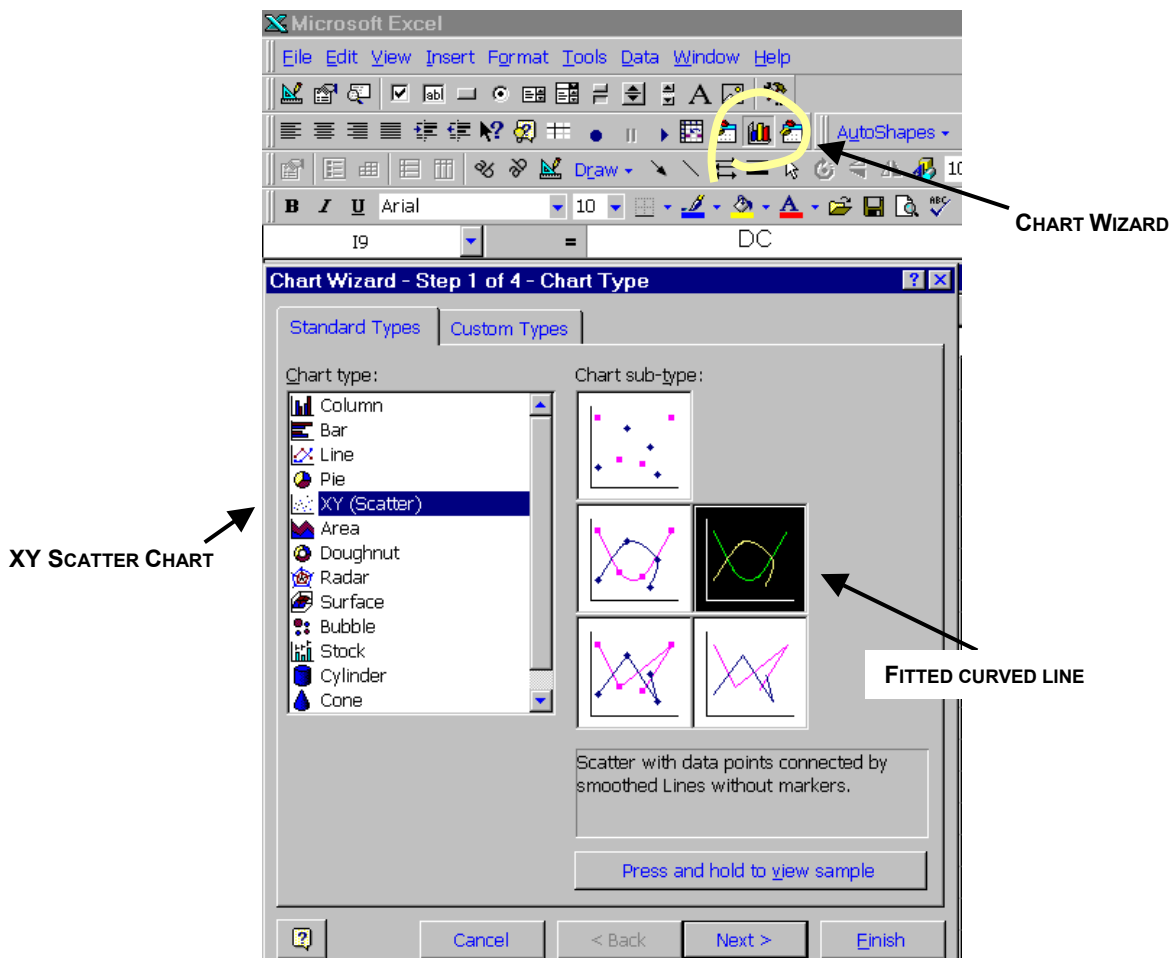 Microsoft Excel
File Edit View Insert Format Tools Data Window Help
ab|
A
AutoShapes
Draw
10
B I U Arial 10 A ABC
I9 = DC
CHART WIZARD
Chart Wizard - Step 1 of 4 - Chart Type
Standard Types Custom Types
Chart type: Chart sub-type:
Column
Bar
Line
Pie
XY (Scatter)
Area
Doughnut
Radar
Surface
Bubble
Stock
Cylinder
Cone
XY SCATTER CHART
FITTED CURVED LINE
Scatter with data points connected by
smoothed Lines without markers.
Press and hold to view sample
Cancel < Back Next > Finish